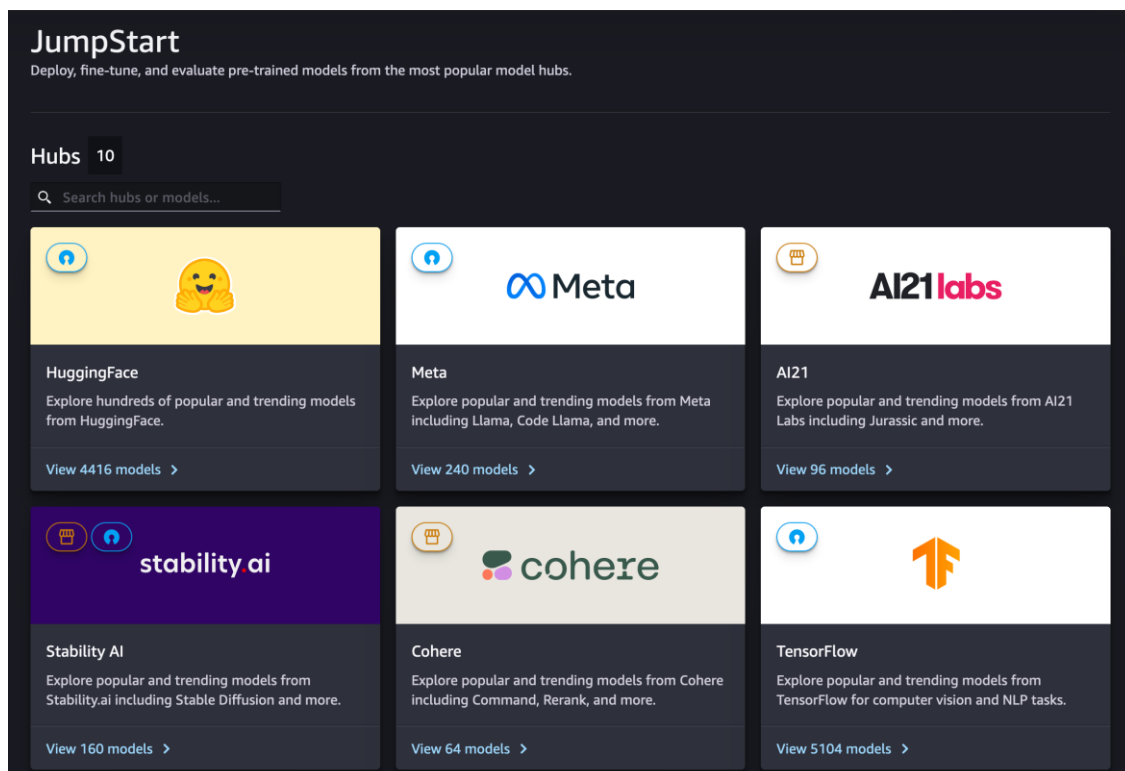 JumpStart
Deploy, fine-tune, and evaluate pre-trained models from the most popular model hubs.
Hubs 10
Search hubs or models...
Meta
AI21labs
HuggingFace
Explore hundreds of popular and trending models
from HuggingFace.
View 4416 models
Meta
Explore popular and trending models from Meta
including Llama, Code Llama, and more.
View 240 models
AI21
Explore popular and trending models from AI21
Labs including Jurassic and more.
View 96 models
stability.ai
cohere
TF
Stability AI
Explore popular and trending models from
Stability.ai including Stable Diffusion and more.
View 160 models
Cohere
Explore popular and trending models from Cohere
including Command, Rerank, and more.
View 64 models
TensorFlow
Explore popular and trending models from
TensorFlow for computer vision and NLP tasks.
View 5104 models